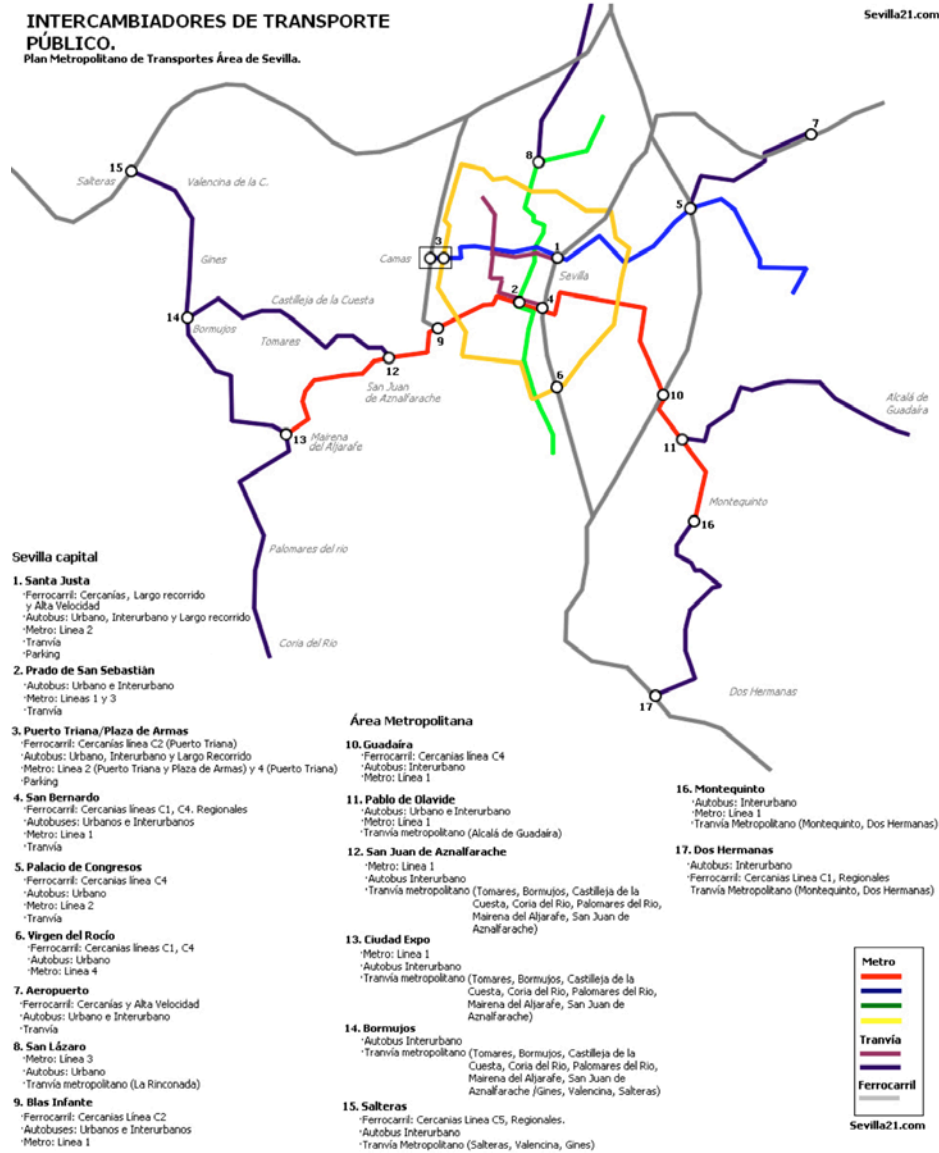 INTERCAMBIADORES DE TRANSPORTE
PÚBLICO.
Plan Metropolitano de Transportes Área de Sevilla.
Sevilla21.com
7
8
15
Salteras
Valencina de la C.
5
3
1
Camas
Gines
Sevilla
Castilleja de la Cuesta
2
4
14
Bormujos
9
Tomares
12
6
San Juan
de Aznalfarache
10
Alcalá de
Guadaíra
13
Mairena
del Aljarafe
11
Montequinto
16
Palomares del rio
Coria del Rio
17
Dos Hermanas
Sevilla capital
1. Santa Justa
·Ferrocarril: Cercanías, Largo recorrido
y Alta Velocidad
·Autobus: Urbano, Interurbano y Largo recorrido
·Metro: Linea 2
·Tranvía
·Parking
2. Prado de San Sebastián
·Autobus: Urbano e Interurbano
·Metro: Lineas 1 y 3
·Tranvía
3. Puerto Triana/Plaza de Armas
·Ferrocarril: Cercanías línea C2 (Puerto Triana)
·Autobus: Urbano, Interurbano y Largo Recorrido
·Metro: Linea 2 (Puerto Triana y Plaza de Armas) y 4 (Puerto Triana)
·Parking
4. San Bernardo
·Ferrocarril: Cercanias líneas C1, C4. Regionales
·Autobuses: Urbanos e Interurbanos
·Metro: Linea 1
·Tranvía
5. Palacio de Congresos
·Ferrocarril: Cercanias línea C4
·Autobus: Urbano
·Metro: Línea 2
·Tranvía
6. Virgen del Rocío
·Ferrocarril: Cercanias líneas C1, C4
·Autobus: Urbano
·Metro: Linea 4
7. Aeropuerto
·Ferrocarril: Cercanías y Alta Velocidad
·Autobus: Urbano e Interurbano
·Tranvía
8. San Lázaro
·Metro: Línea 3
·Autobus: Urbano
·Tranvía metropolitano (La Rinconada)
9. Blas Infante
·Ferrocarril: Cercanias Línea C2
·Autobuses: Urbanos e Interurbanos
·Metro: Linea 1
Área Metropolitana
10. Guadaíra
·Ferrocarril: Cercanias línea C4
·Autobus: Interurbano
·Metro: Línea 1
11. Pablo de Olavide
·Autobus: Urbano e Interurbano
·Metro: Línea 1
·Tranvía metropolitano (Alcalá de Guadaíra)
12. San Juan de Aznalfarache
·Metro: Linea 1
·Autobus Interurbano
·Tranvía metropolitano (Tomares, Bormujos, Castilleja de la
Cuesta, Coria del Rio, Palomares del Rio,
Mairena del Aljarafe, San Juan de
Aznalfarache)
13. Ciudad Expo
·Metro: Linea 1
·Autobus Interurbano
·Tranvía metropolitano (Tomares, Bormujos, Castilleja de la
Cuesta, Coria del Rio, Palomares del Rio,
Mairena del Aljarafe, San Juan de
Aznalfarache)
14. Bormujos
·Autobus Interurbano
·Tranvía metropolitano (Tomares, Bormujos, Castilleja de la
Cuesta, Coria del Rio, Palomares del Rio,
Mairena del Aljarafe, San Juan de
Aznalfarache /Gines, Valencina, Salteras)
15. Salteras
·Ferrocarril: Cercanias Linea C5, Regionales.
·Autobus Interurbano
·Tranvía Metropolitano (Salteras, Valencina, Gines)
16. Montequinto
·Autobus: Interurbano
·Metro: Línea 1
·Tranvía Metropolitano (Montequinto, Dos Hermanas)
17. Dos Hermanas
·Autobus: Interurbano
·Ferrocarril: Cercanias Linea C1, Regionales
Tranvía Metropolitano (Montequinto, Dos Hermanas)
Metro
Tranvía
Ferrocarril
Sevilla21.com